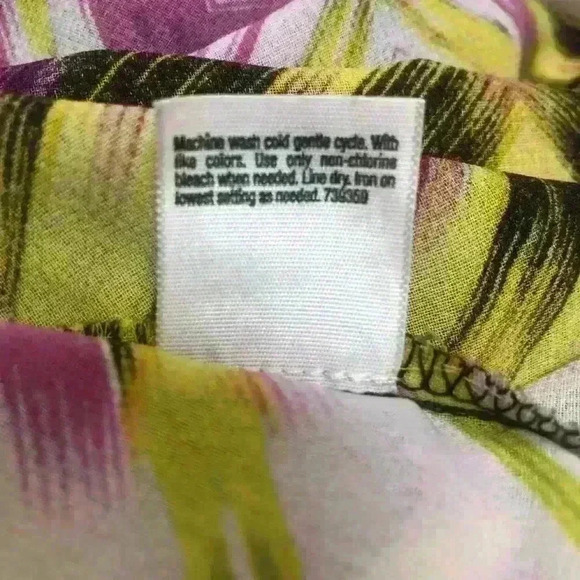 Machine wash cold gentle cycle. With
like colors. Use only non-chlorine
bleach when needed. Line dry. Iron on
lowest setting as needed. 739359